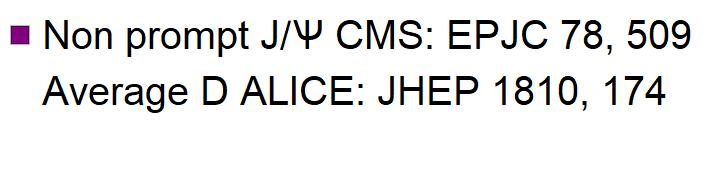 Non prompt J/Ψ CMS: EPJC 78, 509
Average D ALICE: JHEP 1810, 174